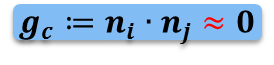 g_c ≔ n_i · n_j ≈ 0